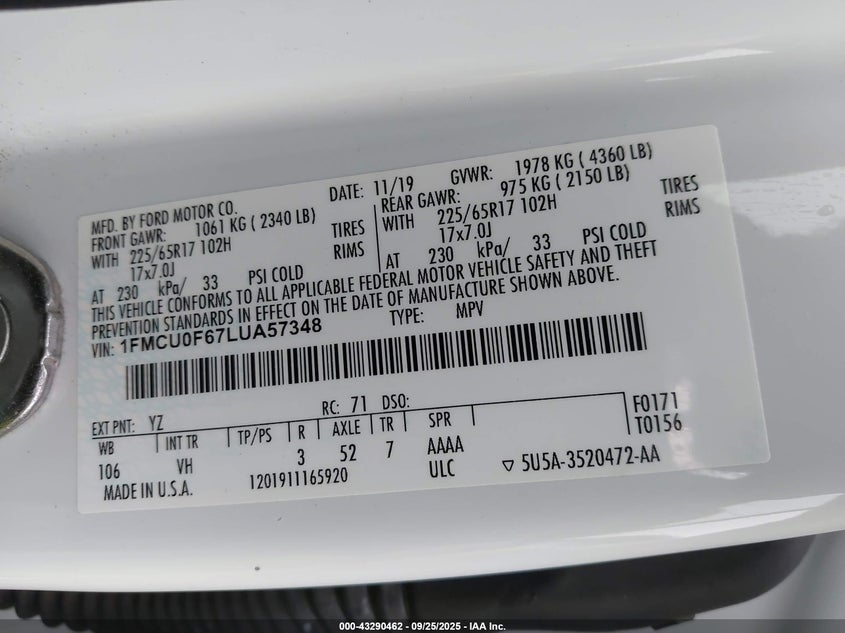 MFD. BY FORD MOTOR CO.
DATE: 11/19 GVWR: 1978 KG ( 4360 LB)
FRONT GAWR: 1061 KG ( 2340 LB)
REAR GAWR: 975 KG ( 2150 LB)
WITH 225/65R17 102H TIRES
WITH 225/65R17 102H TIRES
17x7.0J RIMS
17x7.0J RIMS
AT 230 kPa/ 33 PSI COLD
AT 230 kPa/ 33 PSI COLD
THIS VEHICLE CONFORMS TO ALL APPLICABLE FEDERAL MOTOR VEHICLE SAFETY AND THEFT
PREVENTION STANDARDS IN EFFECT ON THE DATE OF MANUFACTURE SHOWN ABOVE.
VIN: 1FMCU0F67LUA57348 TYPE: MPV
EXT PNT: YZ RC: 71 DSO:
WB INT TR TP/PS R AXLE TR SPR F0171
106 VH 3 52 7 AAAA T0156
MADE IN U.S.A. 1201911165920 ULC ▽ 5U5A-3520472-AA
000-43290462 - 09/25/2025 - IAA Inc.